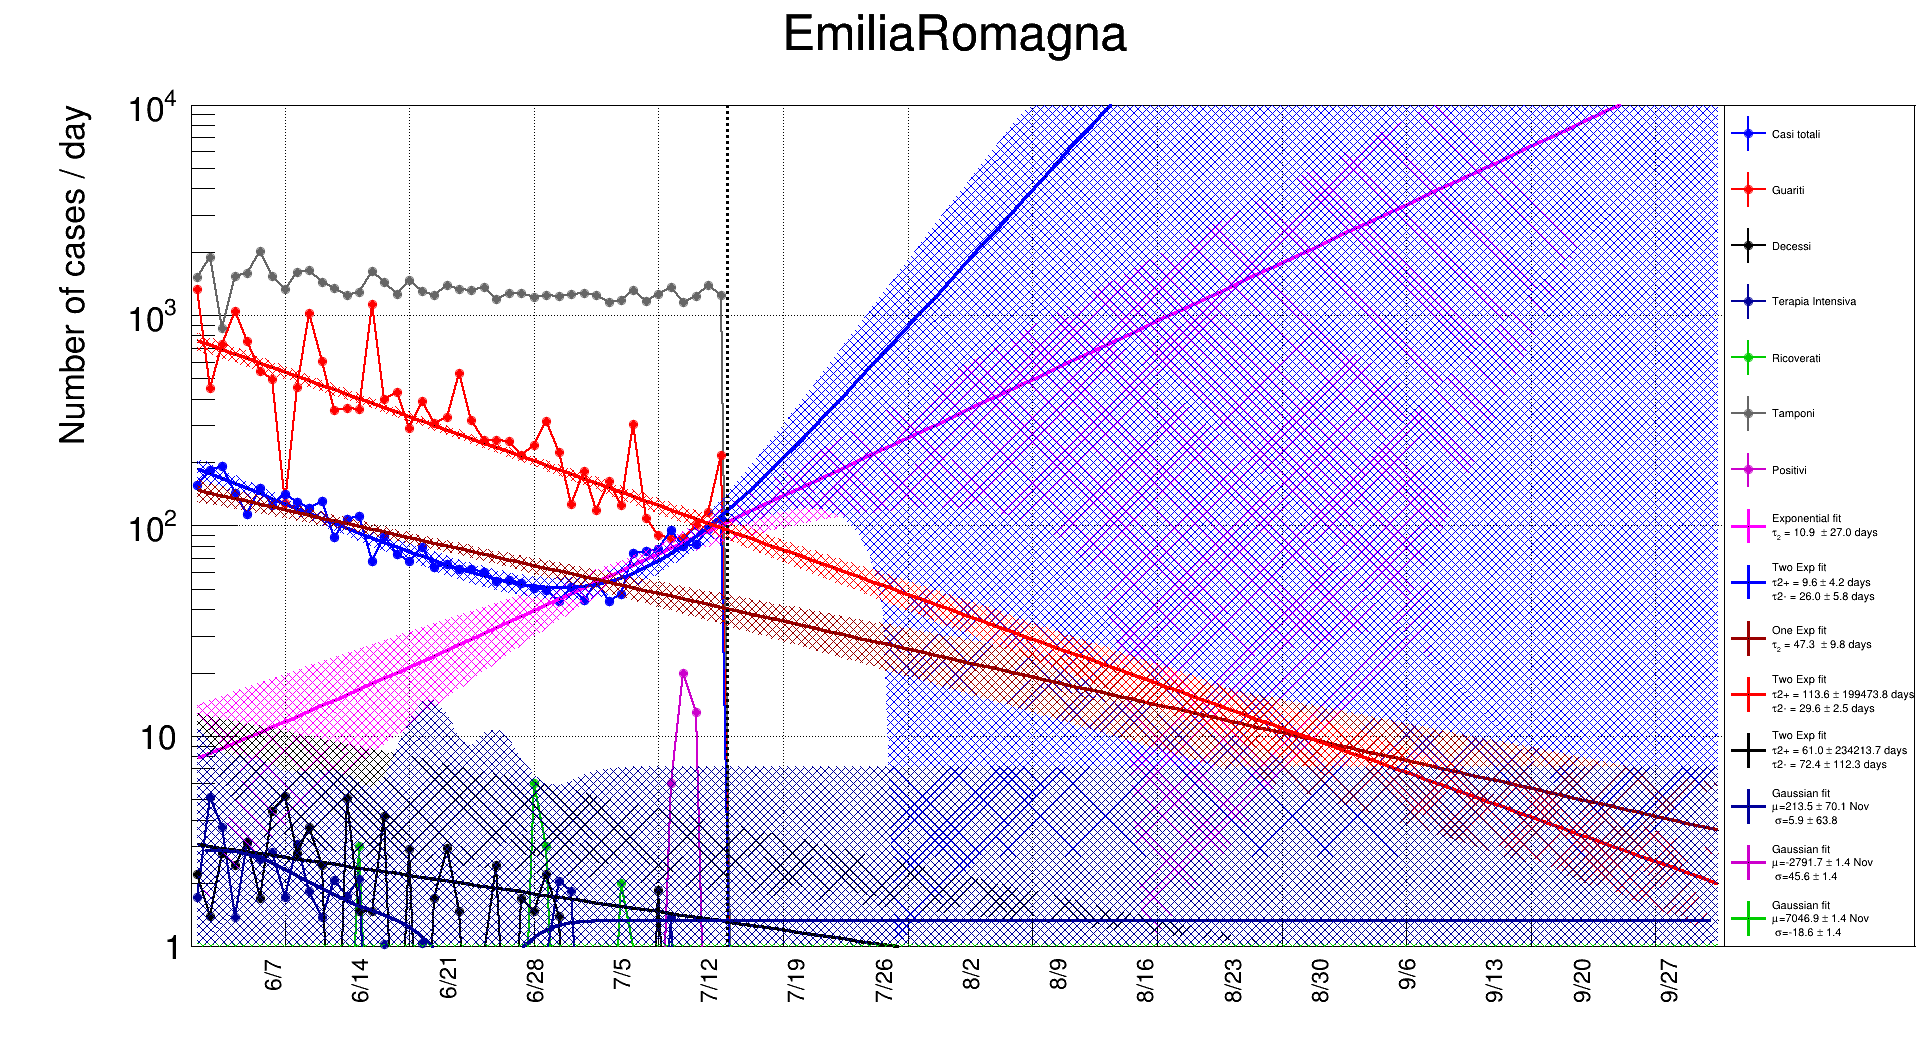 EmiliaRomagna
Number of cases / day
10^4
10^3
10^2
10
1
6/7
6/14
6/21
6/28
7/5
7/12
7/19
7/26
8/2
8/9
8/16
8/23
8/30
9/6
9/13
9/20
9/27
Casi totali
Guariti
Decessi
Terapia Intensiva
Ricoverati
Tamponi
Positivi
Exponential fit
τ₂ = 10.9 ± 27.0 days
Two Exp fit
τ2+ = 9.6 ± 4.2 days
τ2- = 26.0 ± 5.8 days
One Exp fit
τ₂ = 47.3 ± 9.8 days
Two Exp fit
τ2+ = 113.6 ± 199473.8 days
τ2- = 29.6 ± 2.5 days
Two Exp fit
τ2+ = 61.0 ± 234213.7 days
τ2- = 72.4 ± 112.3 days
Gaussian fit
μ=213.5 ± 70.1 Nov
σ=5.9 ± 63.8
Gaussian fit
μ=-2791.7 ± 1.4 Nov
σ=45.6 ± 1.4
Gaussian fit
μ=7046.9 ± 1.4 Nov
σ=-18.6 ± 1.4